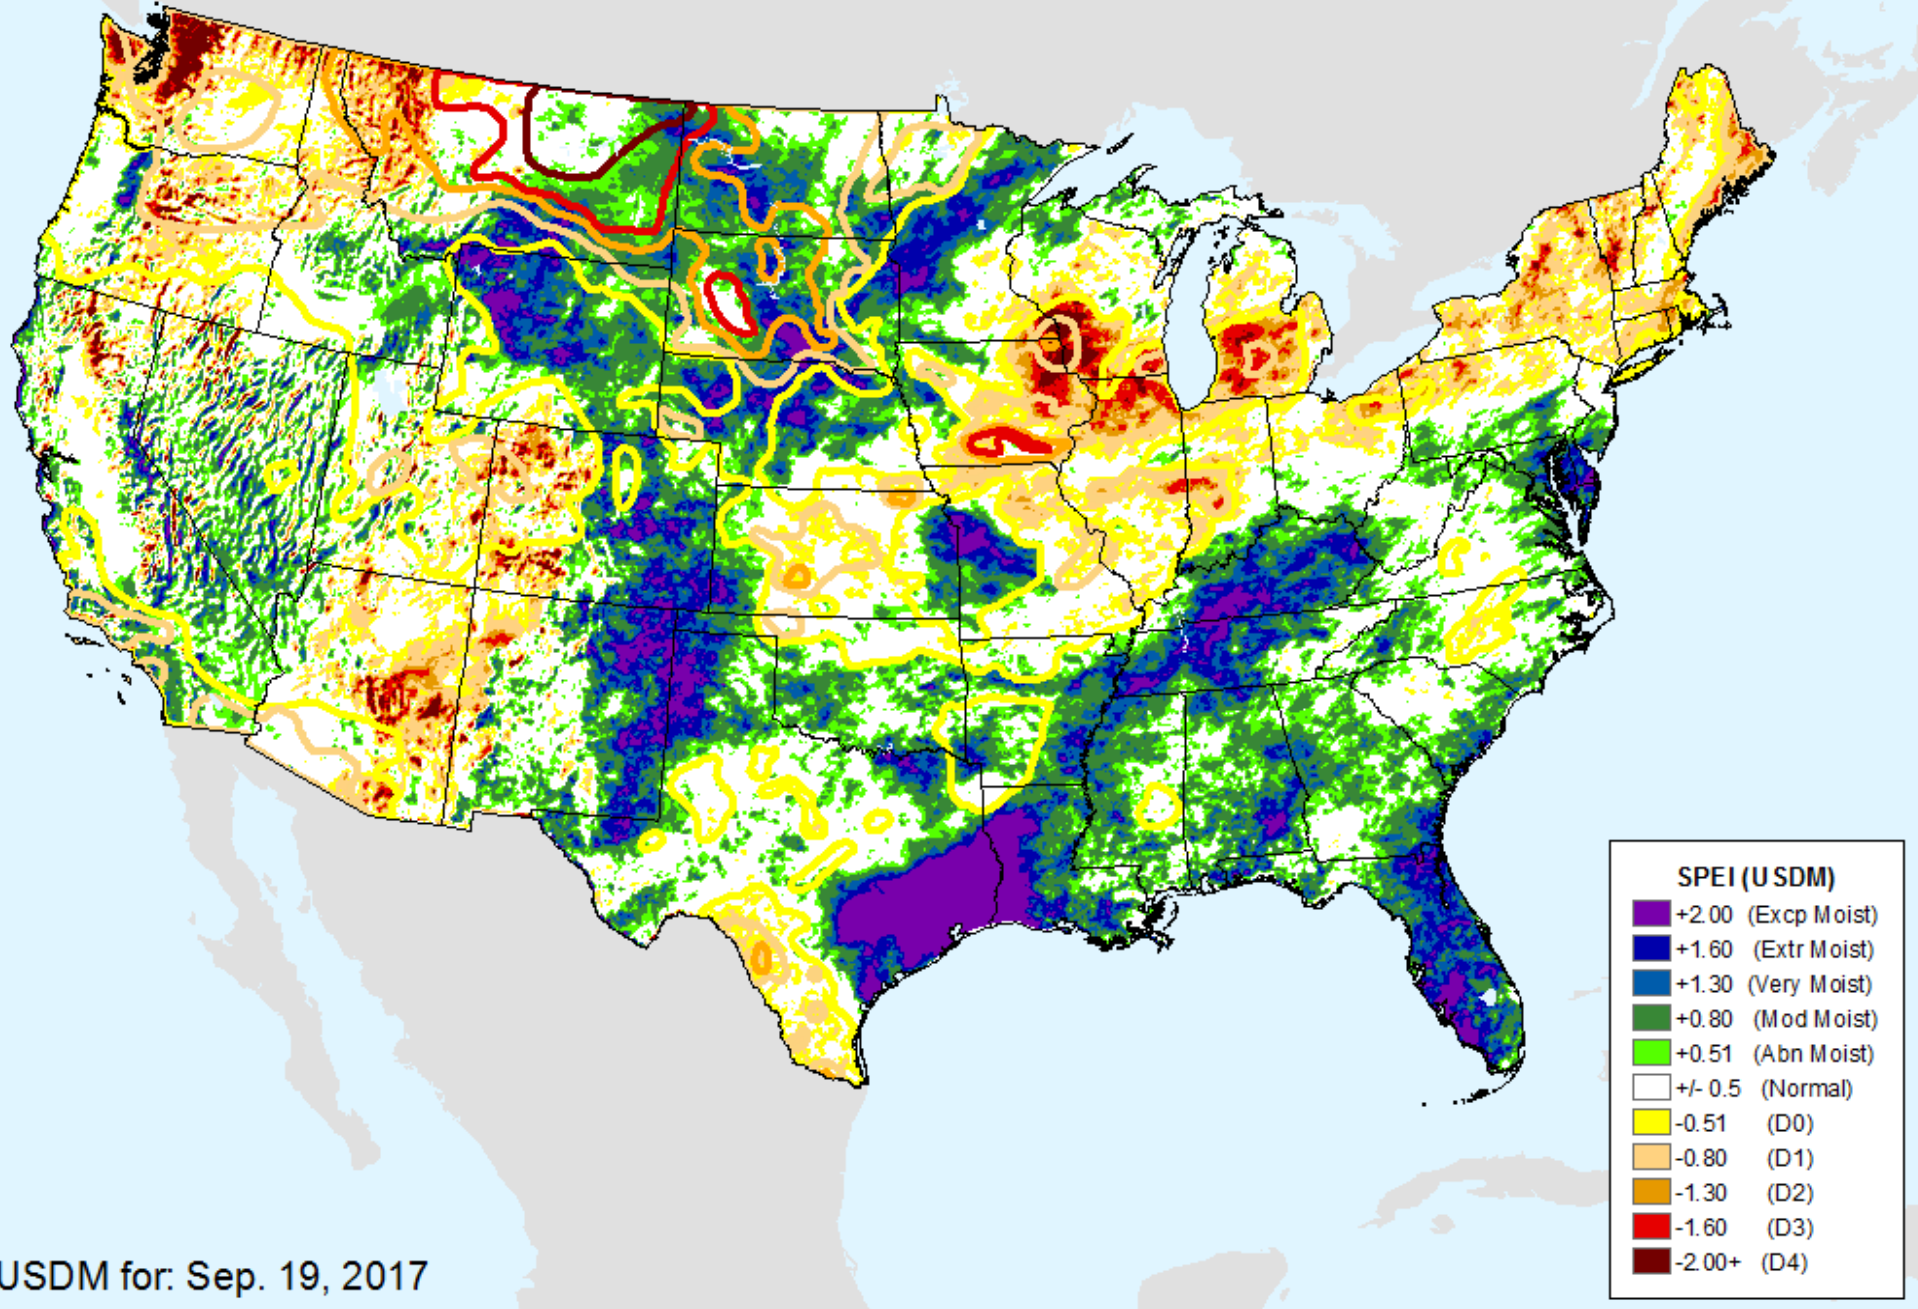 SPEI (USDM)
+2.00 (Excp Moist)
+1.60 (Extr Moist)
+1.30 (Very Moist)
+0.80 (Mod Moist)
+0.51 (Abn Moist)
+/- 0.5 (Normal)
-0.51 (D0)
-0.80 (D1)
-1.30 (D2)
-1.60 (D3)
-2.00+ (D4)
USDM for: Sep. 19, 2017